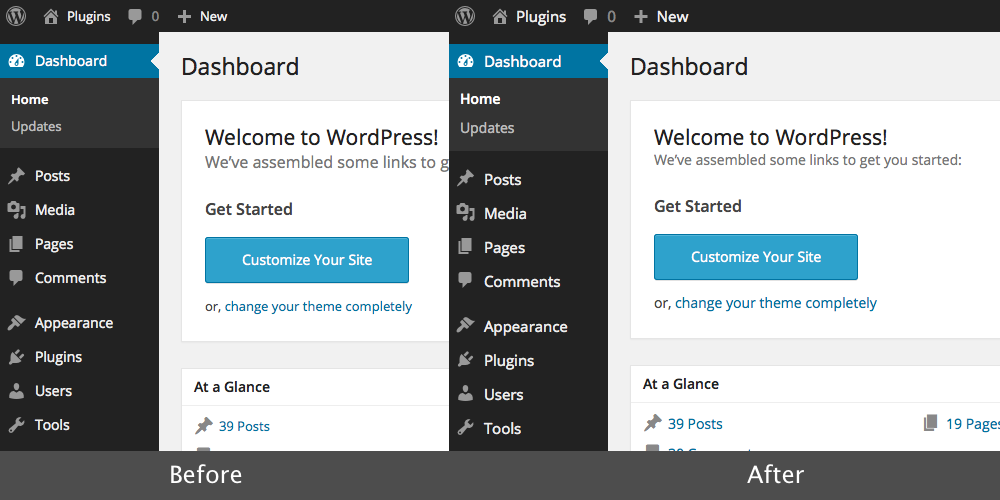 Plugins 0 New
Dashboard
Home
Updates
Posts
Media
Pages
Comments
Appearance
Plugins
Users
Tools
Dashboard
Welcome to WordPress!
We've assembled some links to g
Get Started
Customize Your Site
or, change your theme completely
At a Glance
39 Posts
Before
Plugins 0 New
Dashboard
Home
Updates
Posts
Media
Pages
Comments
Appearance
Plugins
Users
Tools
Dashboard
Welcome to WordPress!
We've assembled some links to get you started:
Get Started
Customize Your Site
or, change your theme completely
At a Glance
39 Posts 19 Pages
After